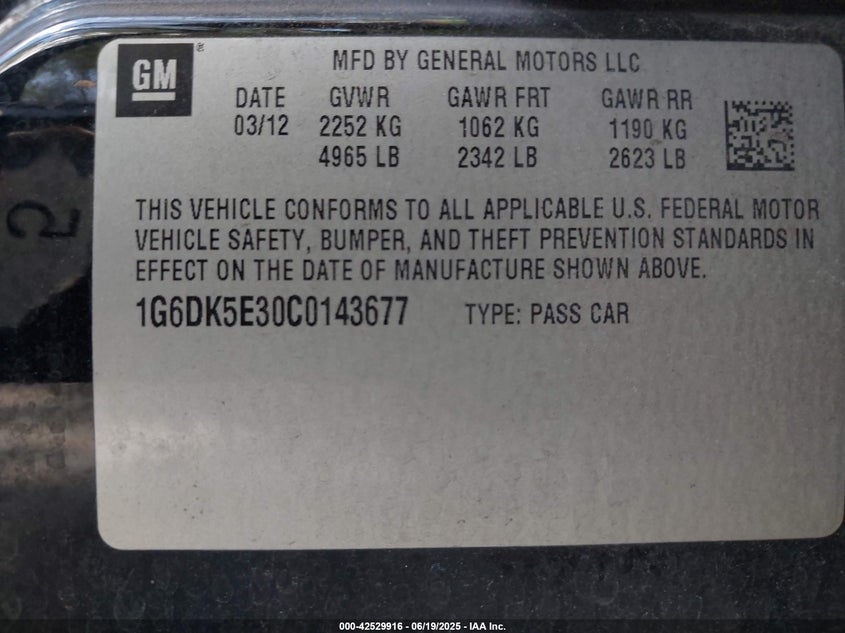 GM
MFD BY GENERAL MOTORS LLC
DATE GVWR GAWR FRT GAWR RR
03/12 2252 KG 1062 KG 1190 KG
4965 LB 2342 LB 2623 LB
THIS VEHICLE CONFORMS TO ALL APPLICABLE U.S. FEDERAL MOTOR
VEHICLE SAFETY, BUMPER, AND THEFT PREVENTION STANDARDS IN
EFFECT ON THE DATE OF MANUFACTURE SHOWN ABOVE.
1G6DK5E30C0143677 TYPE: PASS CAR
000-42529916 - 06/19/2025 - IAA Inc.